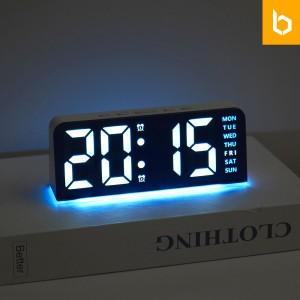 b
20:15
MON
TUE
WED
THU
FRI
SAT
SUN
CLOTHING
Better